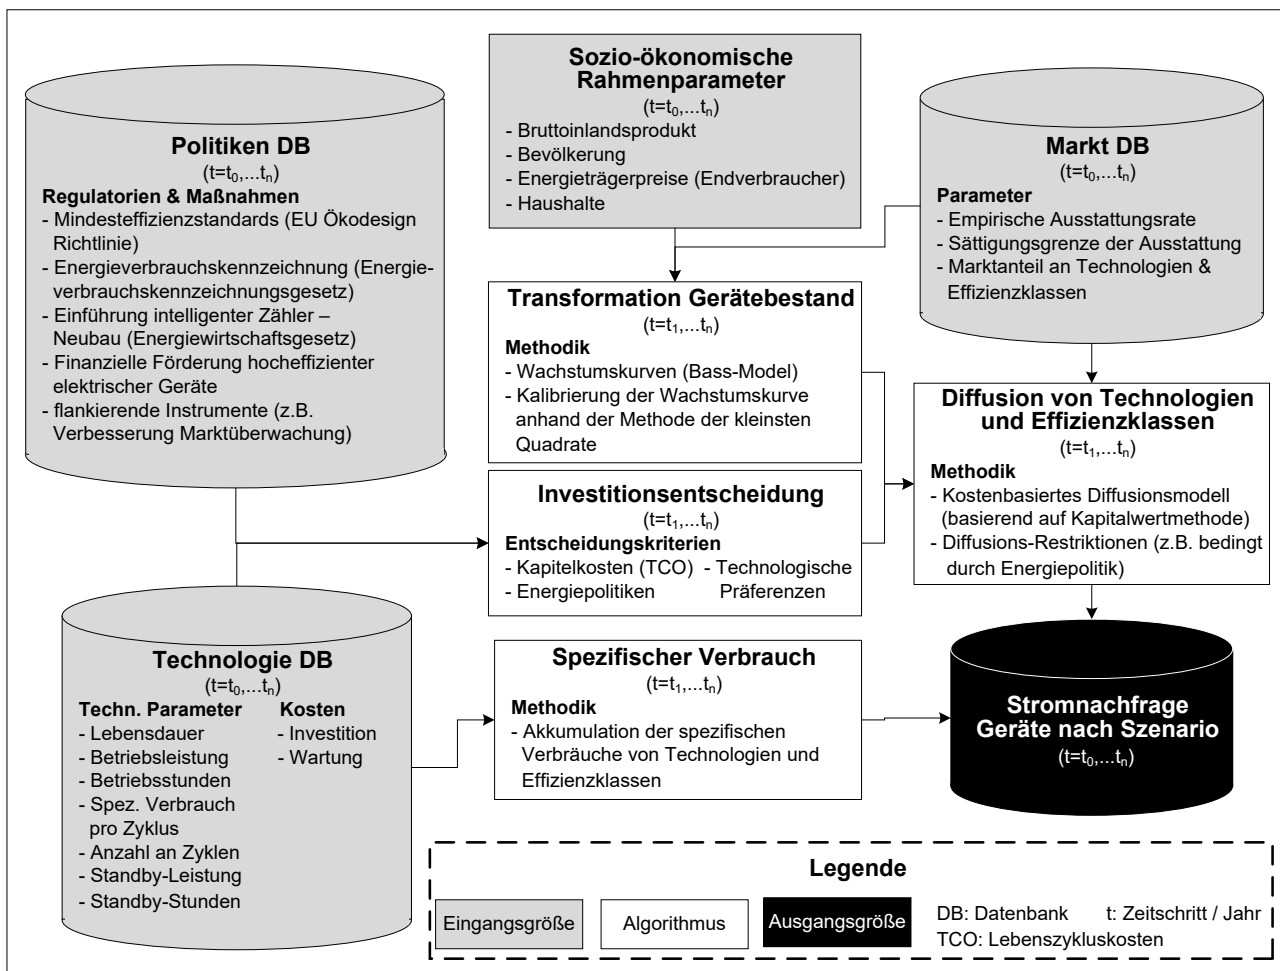 Politiken DB
(t=t0,...tn)
Regulatorien & Maßnahmen
- Mindesteffizienzstandards (EU Ökodesign
Richtlinie)
- Energieverbrauchskennzeichnung (Energie-
verbrauchskennzeichnungsgesetz)
- Einführung intelligenter Zähler –
Neubau (Energiewirtschaftsgesetz)
- Finanzielle Förderung hocheffizienter
elektrischer Geräte
- flankierende Instrumente (z.B.
Verbesserung Marktüberwachung)
Sozio-ökonomische
Rahmenparameter
(t=t0,...tn)
- Bruttoinlandsprodukt
- Bevölkerung
- Energieträgerpreise (Endverbraucher)
- Haushalte
Markt DB
(t=t0,...tn)
Parameter
- Empirische Ausstattungsrate
- Sättigungsgrenze der Ausstattung
- Marktanteil an Technologien &
Effizienzklassen
Transformation Gerätebestand
(t=t1,...tn)
Methodik
- Wachstumskurven (Bass-Model)
- Kalibrierung der Wachstumskurve
anhand der Methode der kleinsten
Quadrate
Diffusion von Technologien
und Effizienzklassen
(t=t1,...tn)
Methodik
- Kostenbasiertes Diffusionsmodell
(basierend auf Kapitalwertmethode)
- Diffusions-Restriktionen (z.B. bedingt
durch Energiepolitik)
Investitionsentscheidung
(t=t1,...tn)
Entscheidungskriterien
- Kapitelkosten (TCO) - Technologische
- Energiepolitiken Präferenzen
Technologie DB
(t=t0,...tn)
Techn. Parameter Kosten
- Lebensdauer - Investition
- Betriebsleistung - Wartung
- Betriebsstunden
- Spez. Verbrauch
pro Zyklus
- Anzahl an Zyklen
- Standby-Leistung
- Standby-Stunden
Spezifischer Verbrauch
(t=t1,...tn)
Methodik
- Akkumulation der spezifischen
Verbräuche von Technologien und
Effizienzklassen
Stromnachfrage
Geräte nach Szenario
(t=t0,...tn)
Legende
Eingangsgröße
Algorithmus
Ausgangsgröße
DB: Datenbank t: Zeitschritt / Jahr
TCO: Lebenszykluskosten